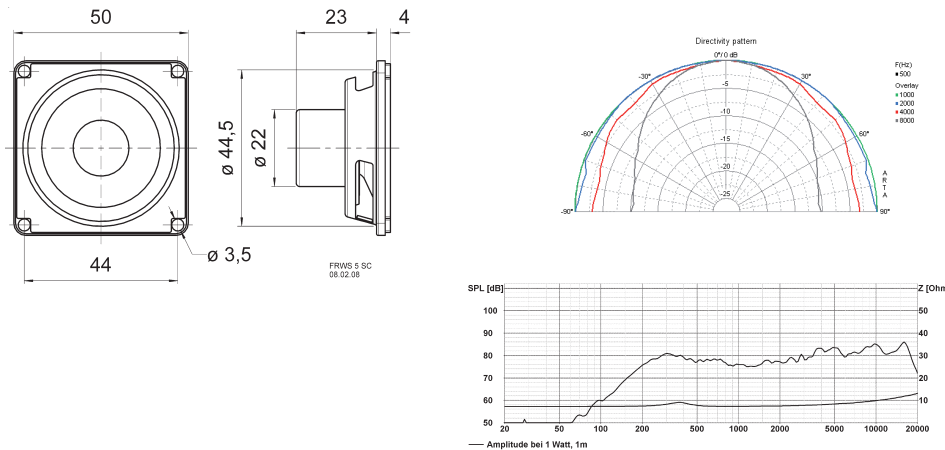 50
23 4
ø 44,5
ø 22
ø 3,5
44
FRWS 5 SC
08.02.08
Directivity pattern
0°/0 dB
-30° 30°
-60° 60°
-90° 90°
-5
-10
-15
-20
-25
F(Hz)
500
Overlay
1000
2000
4000
8000
A
R
T
A
SPL [dB] Z [Ohm
100 50
90 40
80 30
70 20
60 10
50
20 50 100 200 500 1000 2000 5000 10000 20000
Amplitude bei 1 Watt, 1m